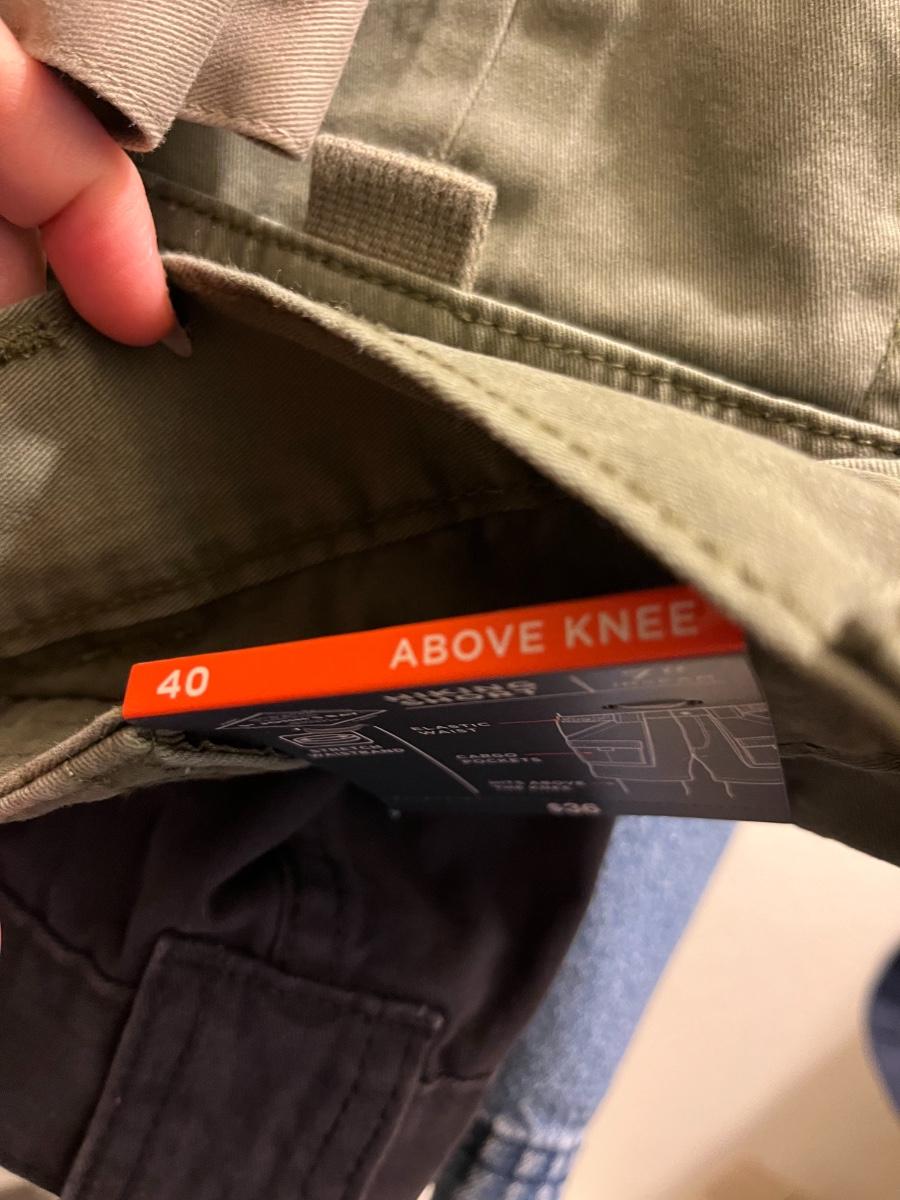 40 ABOVE KNEE
HIKING
SHORT
STRETCH
WAISTBAND
ELASTIC
WAIST
CARGO
POCKETS
HITS ABOVE
THE KNEE
$36